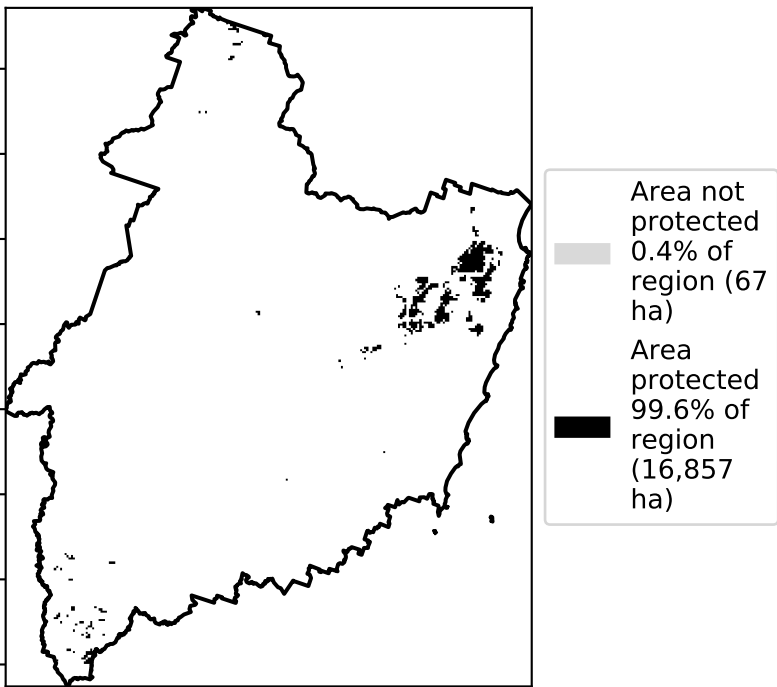 Area not
protected
0.4% of
region (67
ha)
Area
protected
99.6% of
region
(16,857
ha)